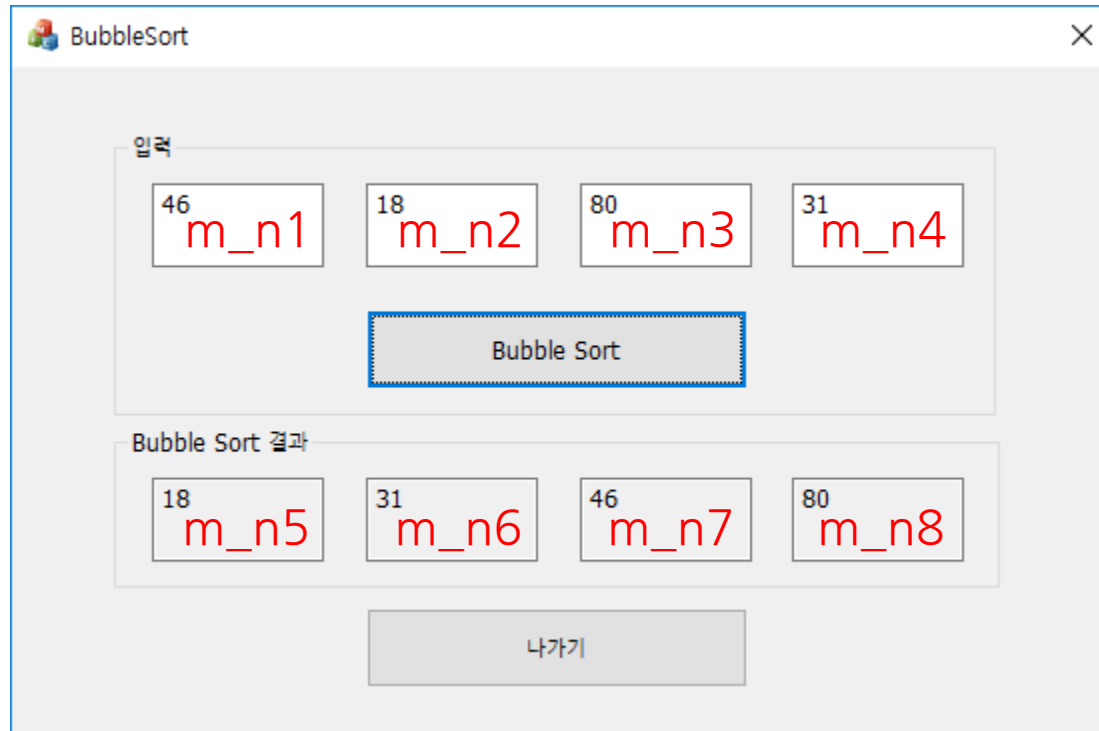 BubbleSort
입력
46 18 80 31
m_n1 m_n2 m_n3 m_n4
Bubble Sort
Bubble Sort 결과
18 31 46 80
m_n5 m_n6 m_n7 m_n8
나가기